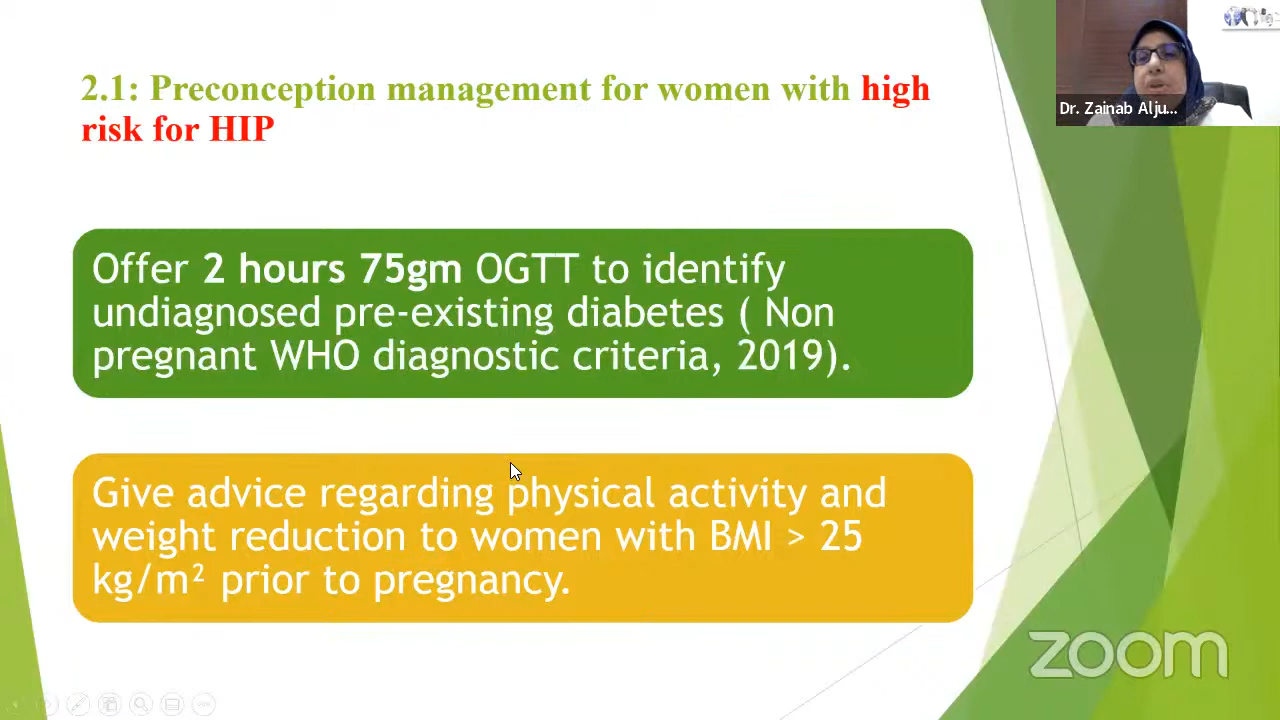 2.1: Preconception management for women with high
risk for HIP
Dr. Zainab Alju...
Offer 2 hours 75gm OGTT to identify
undiagnosed pre-existing diabetes ( Non
pregnant WHO diagnostic criteria, 2019).
Give advice regarding physical activity and
weight reduction to women with BMI > 25
kg/m² prior to pregnancy.
zoom